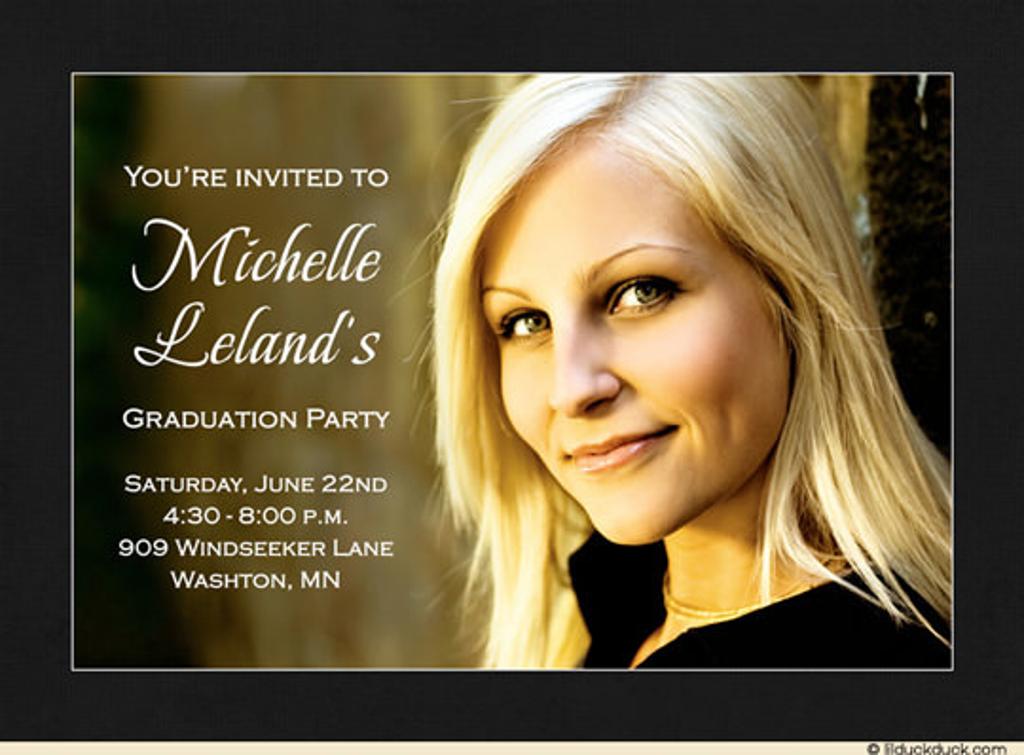 You're invited to
Michelle
Leland's
Graduation Party
Saturday, June 22nd
4:30 - 8:00 p.m.
909 Windseeker Lane
Washton, MN
© lilduckduck.com